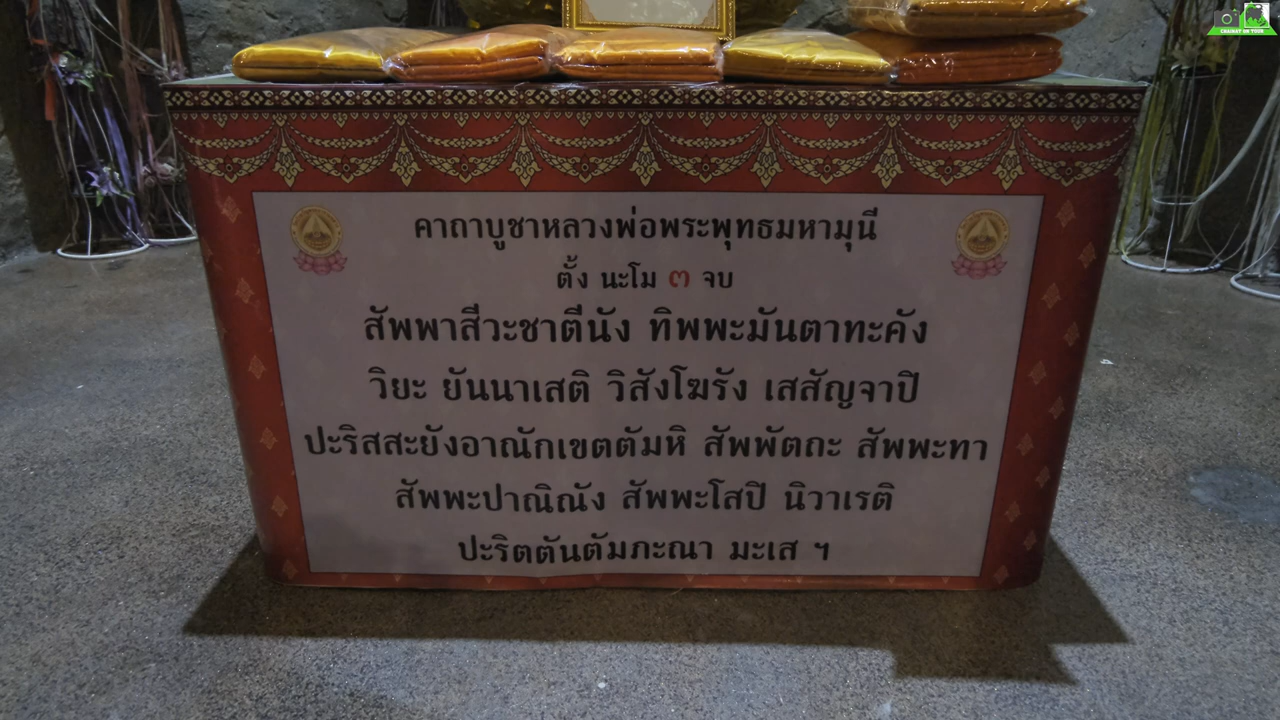 คาถาบูชาหลวงพ่อพระพุทธมหามุนี
ตั้ง นะโม ๓ จบ
สัพพาสีวะชาตีนัง ทิพพะมันตาทะคัง
วิยะ ยันนาเสติ วิสังโฆรัง เสสัญจาปิ
ปะริสสะยังอาณักเขตตัมหิ สัพพัตถะ สัพพะทา
สัพพะปาณิณัง สัพพะโสปิ นิวาเรติ
ปะริตตันตัมภะณา มะเส ฯ
CHAIHAY ON TOUR